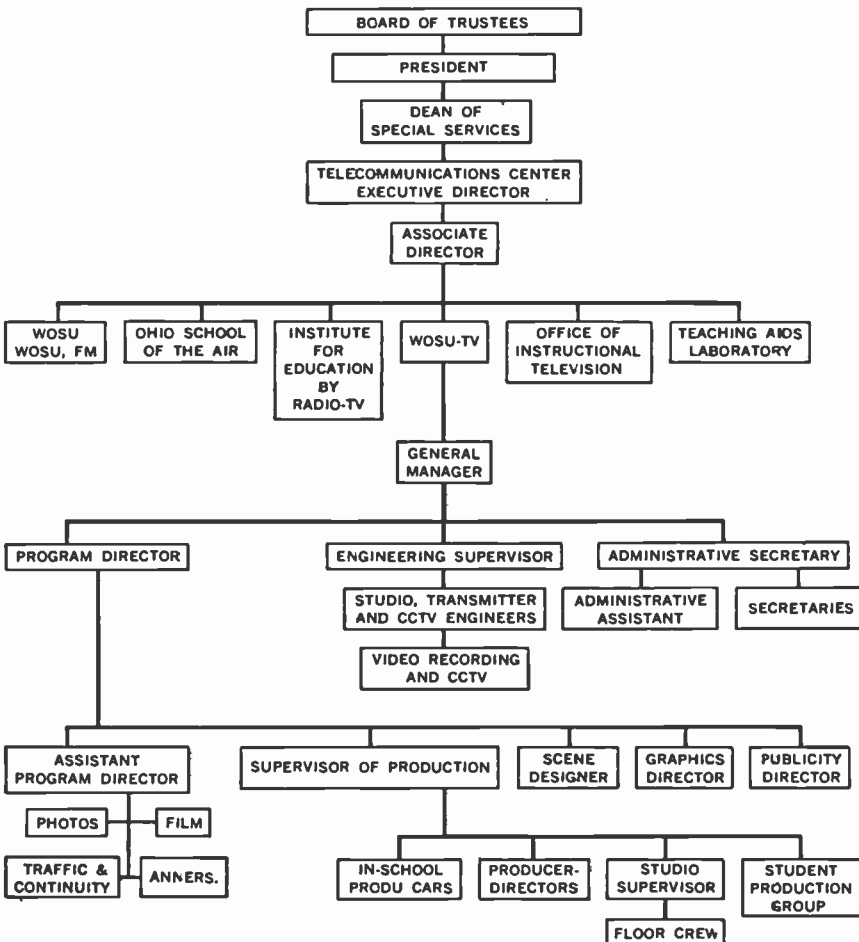 BOARD OF TRUSTEES
PRESIDENT
DEAN OF
SPECIAL SERVICES
TELECOMMUNICATIONS CENTER
EXECUTIVE DIRECTOR
ASSOCIATE
DIRECTOR
WOSU
WOSU, FM
OHIO SCHOOL
OF THE AIR
INSTITUTE
FOR
EDUCATION
BY
RADIO-TV
WOSU-TV
OFFICE OF
INSTRUCTIONAL
TELEVISION
TEACHING AIDS
LABORATORY
GENERAL
MANAGER
PROGRAM DIRECTOR
ENGINEERING SUPERVISOR
ADMINISTRATIVE SECRETARY
STUDIO, TRANSMITTER
AND CCTV ENGINEERS
ADMINISTRATIVE
ASSISTANT
SECRETARIES
VIDEO RECORDING
AND CCTV
ASSISTANT
PROGRAM DIRECTOR
SUPERVISOR OF PRODUCTION
SCENE
DESIGNER
GRAPHICS
DIRECTOR
PUBLICITY
DIRECTOR
PHOTOS
FILM
TRAFFIC &
CONTINUITY
ANNERS.
IN-SCHOOL
PRODU CARS
PRODUCER-
DIRECTORS
STUDIO
SUPERVISOR
STUDENT
PRODUCTION
GROUP
FLOOR CREW